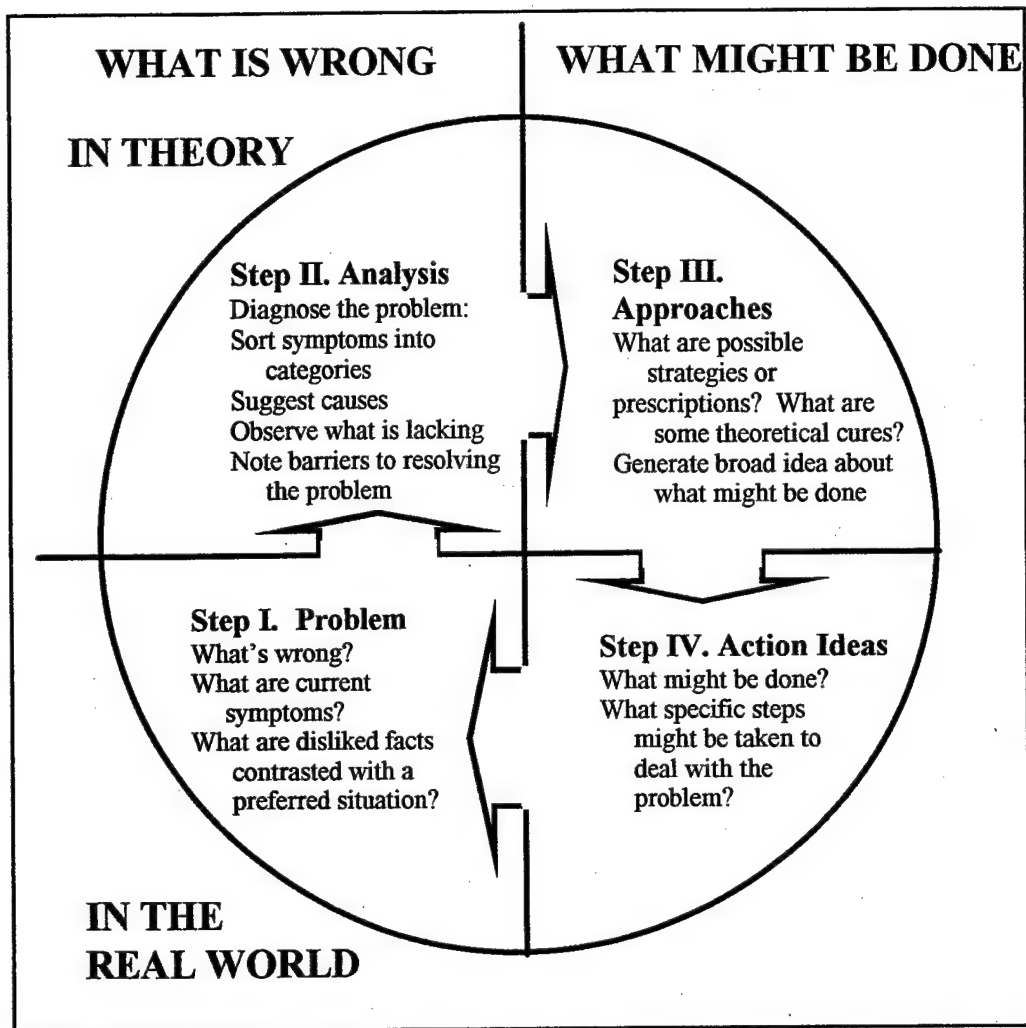 WHAT IS WRONG
WHAT MIGHT BE DONE
IN THEORY
Step II. Analysis
Diagnose the problem:
Sort symptoms into
categories
Suggest causes
Observe what is lacking
Note barriers to resolving
the problem
Step III.
Approaches
What are possible
strategies or
prescriptions? What are
some theoretical cures?
Generate broad idea about
what might be done
Step I. Problem
What's wrong?
What are current
symptoms?
What are disliked facts
contrasted with a
preferred situation?
Step IV. Action Ideas
What might be done?
What specific steps
might be taken to
deal with the
problem?
IN THE
REAL WORLD